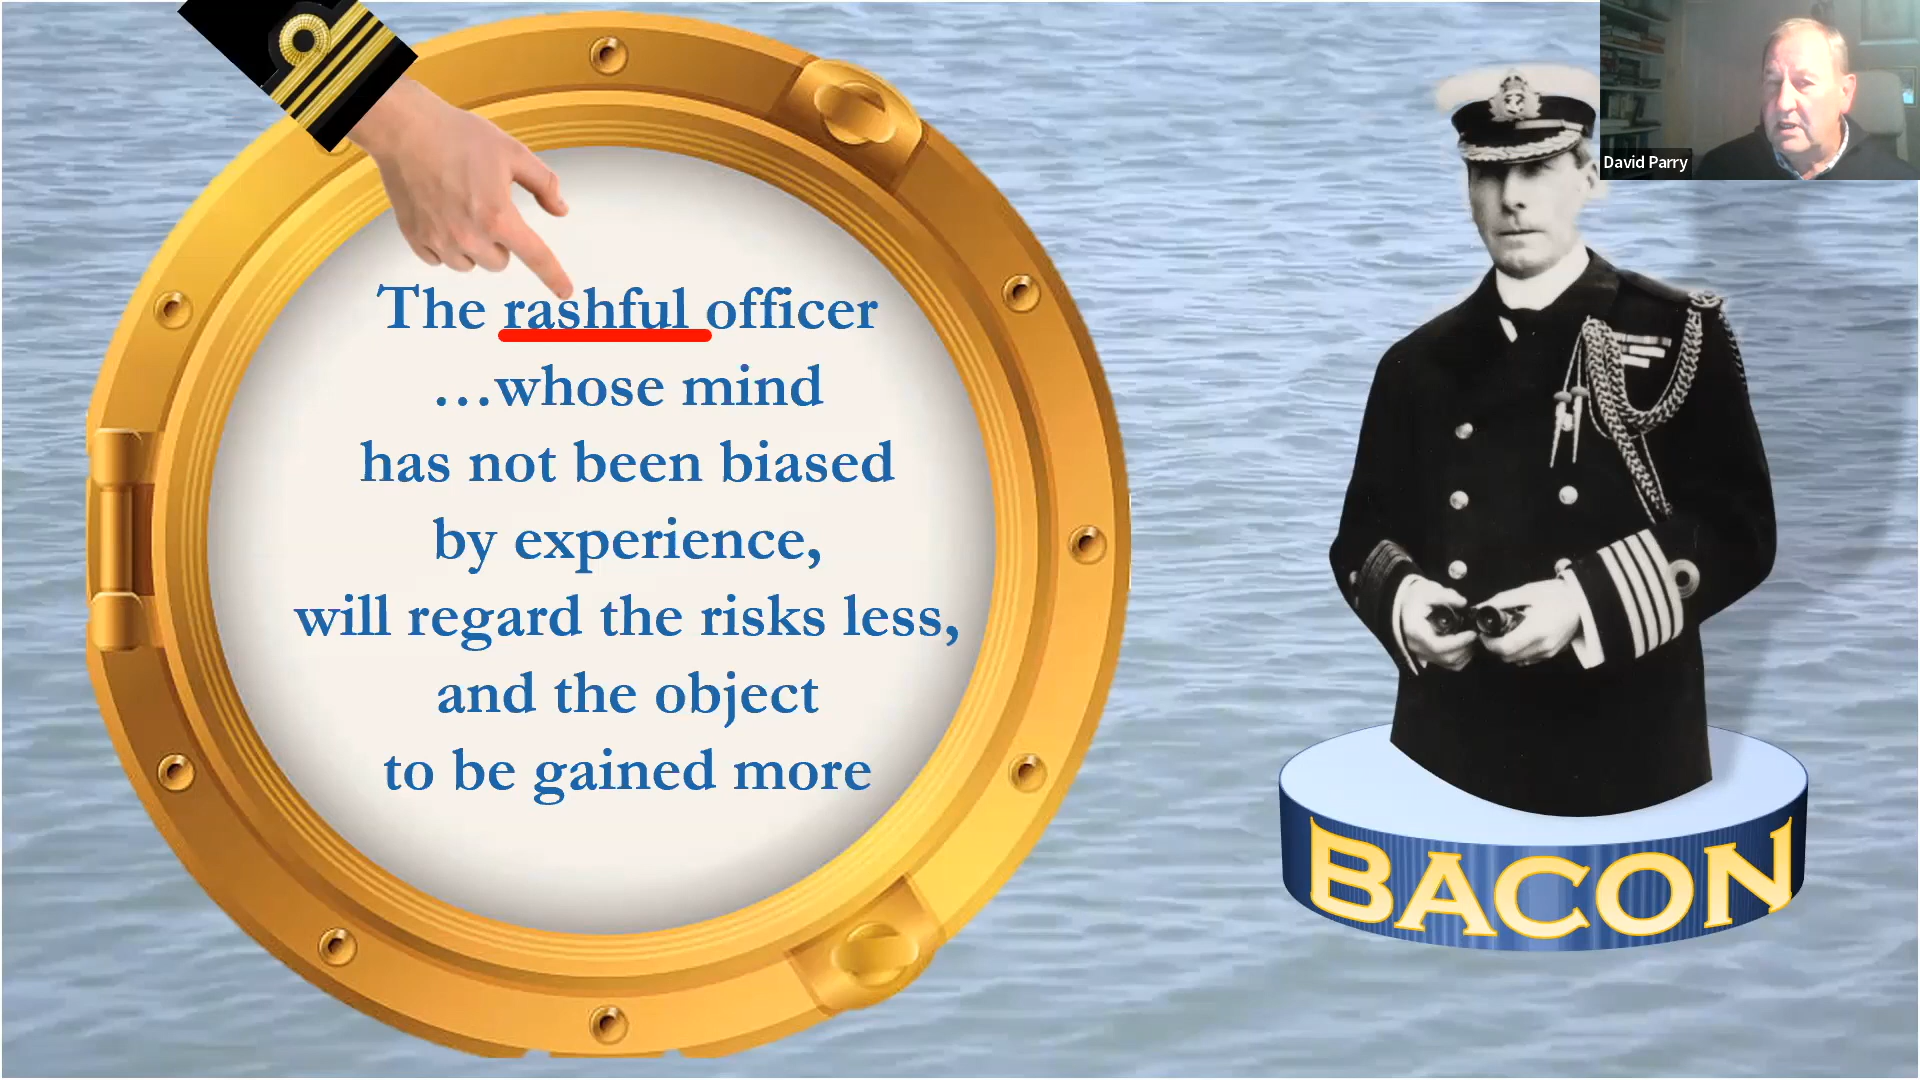 David Parry
The rashful officer
…whose mind
has not been biased
by experience,
will regard the risks less,
and the object
to be gained more
BACON